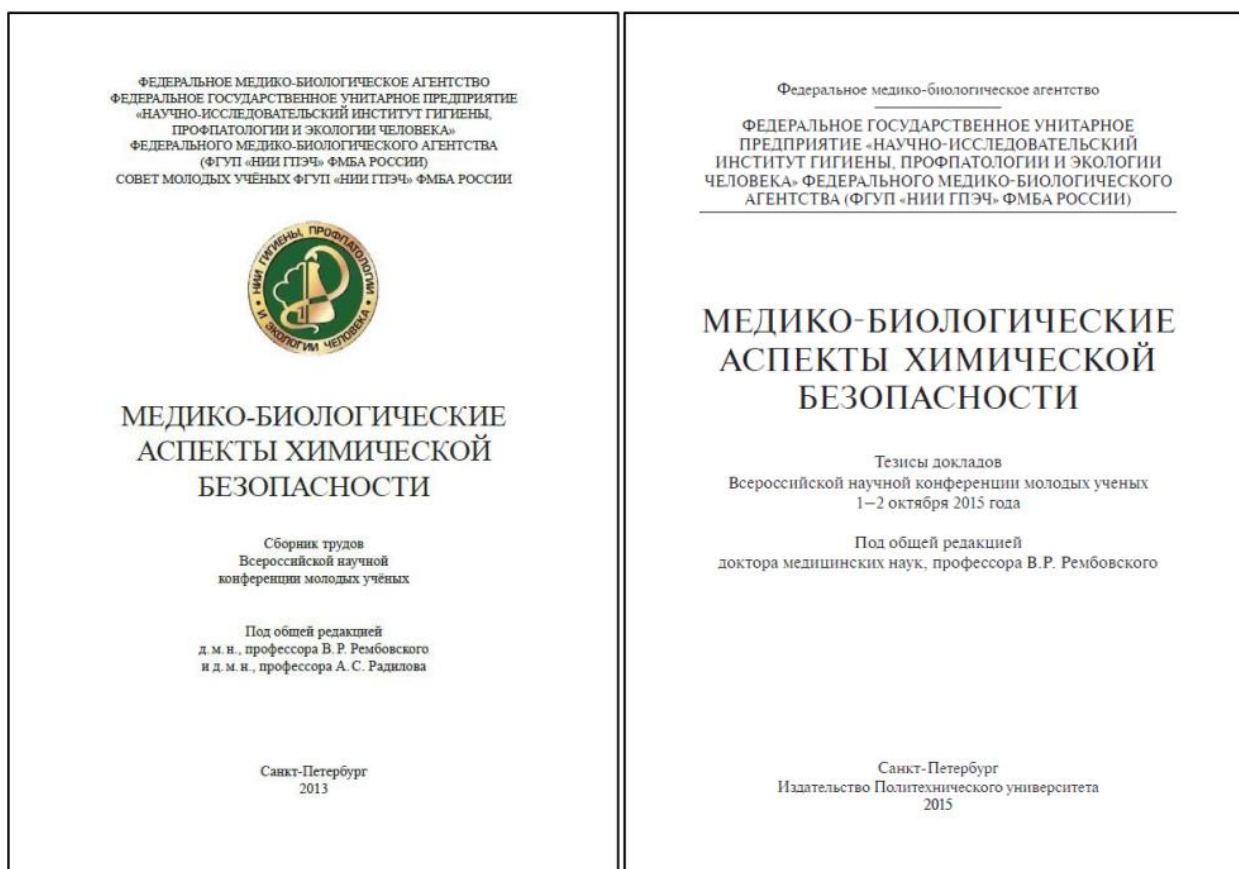 ФЕДЕРАЛЬНОЕ МЕДИКО-БИОЛОГИЧЕСКОЕ АГЕНТСТВО
ФЕДЕРАЛЬНОЕ ГОСУДАРСТВЕННОЕ УНИТАРНОЕ ПРЕДПРИЯТИЕ
«НАУЧНО-ИССЛЕДОВАТЕЛЬСКИЙ ИНСТИТУТ ГИГИЕНЫ,
ПРОФПАТОЛОГИИ И ЭКОЛОГИИ ЧЕЛОВЕКА»
ФЕДЕРАЛЬНОГО МЕДИКО-БИОЛОГИЧЕСКОГО АГЕНТСТВА
(ФГУП «НИИ ГПЭЧ» ФМБА РОССИИ)
СОВЕТ МОЛОДЫХ УЧЁНЫХ ФГУП «НИИ ГПЭЧ» ФМБА РОССИИ
НИИ ГИГИЕНЫ, ПРОФПАТОЛОГИИ
• И ЭКОЛОГИИ ЧЕЛОВЕКА •
МЕДИКО-БИОЛОГИЧЕСКИЕ
АСПЕКТЫ ХИМИЧЕСКОЙ
БЕЗОПАСНОСТИ
Сборник трудов
Всероссийской научной
конференции молодых учёных
Под общей редакцией
д. м. н., профессора В. Р. Рембовского
и д. м. н., профессора А. С. Радилова
Санкт-Петербург
2013
Федеральное медико-биологическое агентство
ФЕДЕРАЛЬНОЕ ГОСУДАРСТВЕННОЕ УНИТАРНОЕ
ПРЕДПРИЯТИЕ «НАУЧНО-ИССЛЕДОВАТЕЛЬСКИЙ
ИНСТИТУТ ГИГИЕНЫ, ПРОФПАТОЛОГИИ И ЭКОЛОГИИ
ЧЕЛОВЕКА» ФЕДЕРАЛЬНОГО МЕДИКО-БИОЛОГИЧЕСКОГО
АГЕНТСТВА (ФГУП «НИИ ГПЭЧ» ФМБА РОССИИ)
МЕДИКО-БИОЛОГИЧЕСКИЕ
АСПЕКТЫ ХИМИЧЕСКОЙ
БЕЗОПАСНОСТИ
Тезисы докладов
Всероссийской научной конференции молодых ученых
1–2 октября 2015 года
Под общей редакцией
доктора медицинских наук, профессора В.Р. Рембовского
Санкт-Петербург
Издательство Политехнического университета
2015